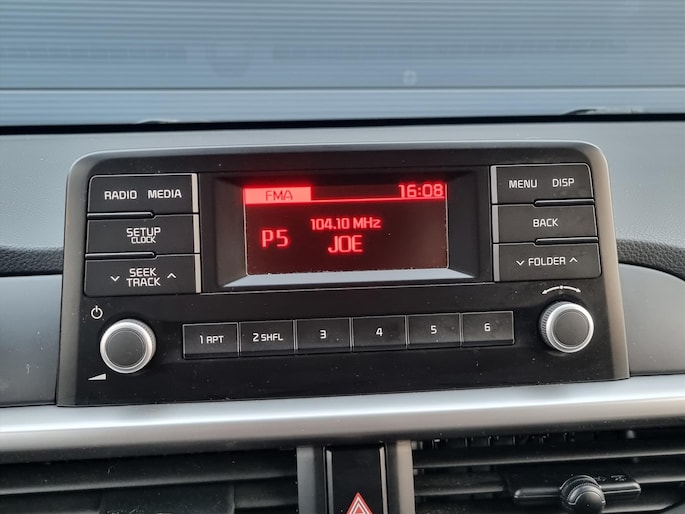 RADIO MEDIA
SETUP
CLOCK
∨ SEEK ∧
TRACK
FMA 16:08
104.10 MHz
P5 JOE
MENU DISP
BACK
∨ FOLDER ∧
1 RPT 2 SHFL 3 4 5 6